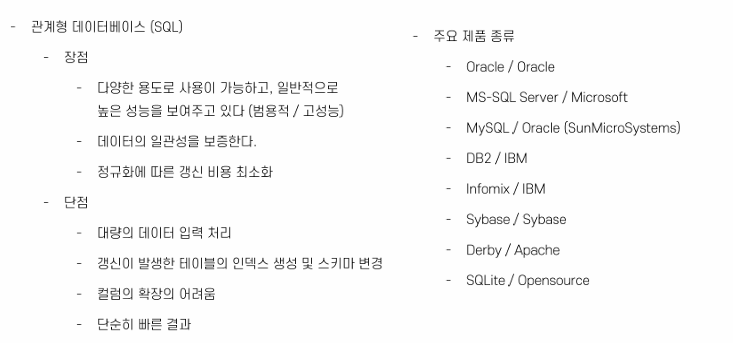 - 관계형 데이터베이스 (SQL)
- 장점
- 다양한 용도로 사용이 가능하고, 일반적으로
높은 성능을 보여주고 있다 (범용적 / 고성능)
- 데이터의 일관성을 보증한다.
- 정규화에 따른 갱신 비용 최소화
- 단점
- 대량의 데이터 입력 처리
- 갱신이 발생한 테이블의 인덱스 생성 및 스키마 변경
- 컬럼의 확장의 어려움
- 단순히 빠른 결과
- 주요 제품 종류
- Oracle / Oracle
- MS-SQL Server / Microsoft
- MySQL / Oracle (SunMicroSystems)
- DB2 / IBM
- Infomix / IBM
- Sybase / Sybase
- Derby / Apache
- SQLite / Opensource